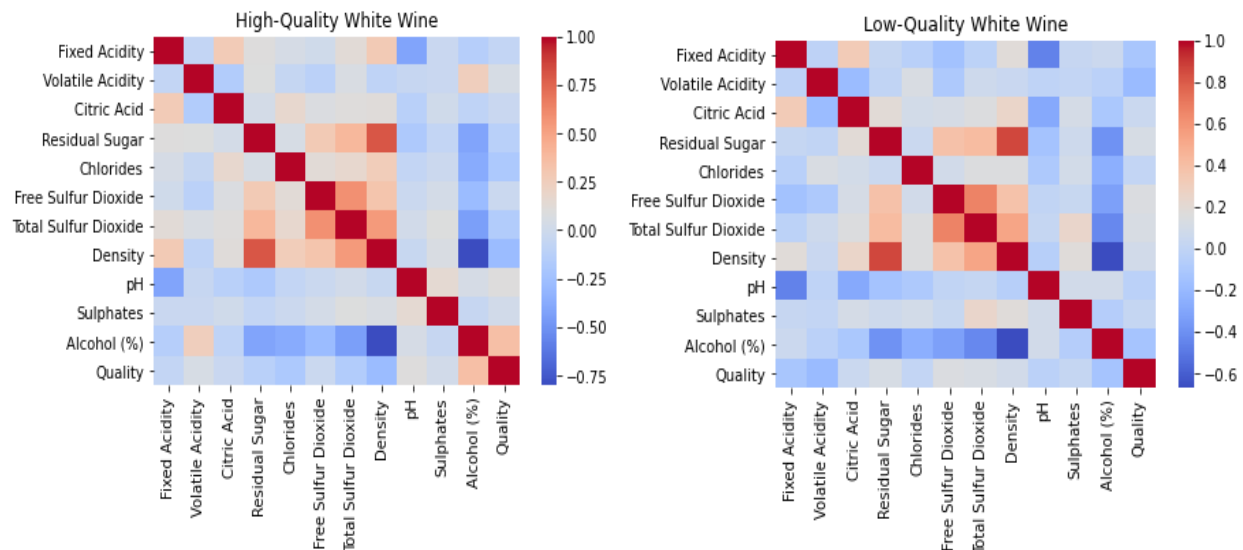 High-Quality White Wine
Fixed Acidity
Volatile Acidity
Citric Acid
Residual Sugar
Chlorides
Free Sulfur Dioxide
Total Sulfur Dioxide
Density
pH
Sulphates
Alcohol (%)
Quality
Fixed Acidity
Volatile Acidity
Citric Acid
Residual Sugar
Chlorides
Free Sulfur Dioxide
Total Sulfur Dioxide
Density
pH
Sulphates
Alcohol (%)
Quality
1.00
0.75
0.50
0.25
0.00
−0.25
−0.50
−0.75
Low-Quality White Wine
Fixed Acidity
Volatile Acidity
Citric Acid
Residual Sugar
Chlorides
Free Sulfur Dioxide
Total Sulfur Dioxide
Density
pH
Sulphates
Alcohol (%)
Quality
Fixed Acidity
Volatile Acidity
Citric Acid
Residual Sugar
Chlorides
Free Sulfur Dioxide
Total Sulfur Dioxide
Density
pH
Sulphates
Alcohol (%)
Quality
1.0
0.8
0.6
0.4
0.2
0.0
−0.2
−0.4
−0.6